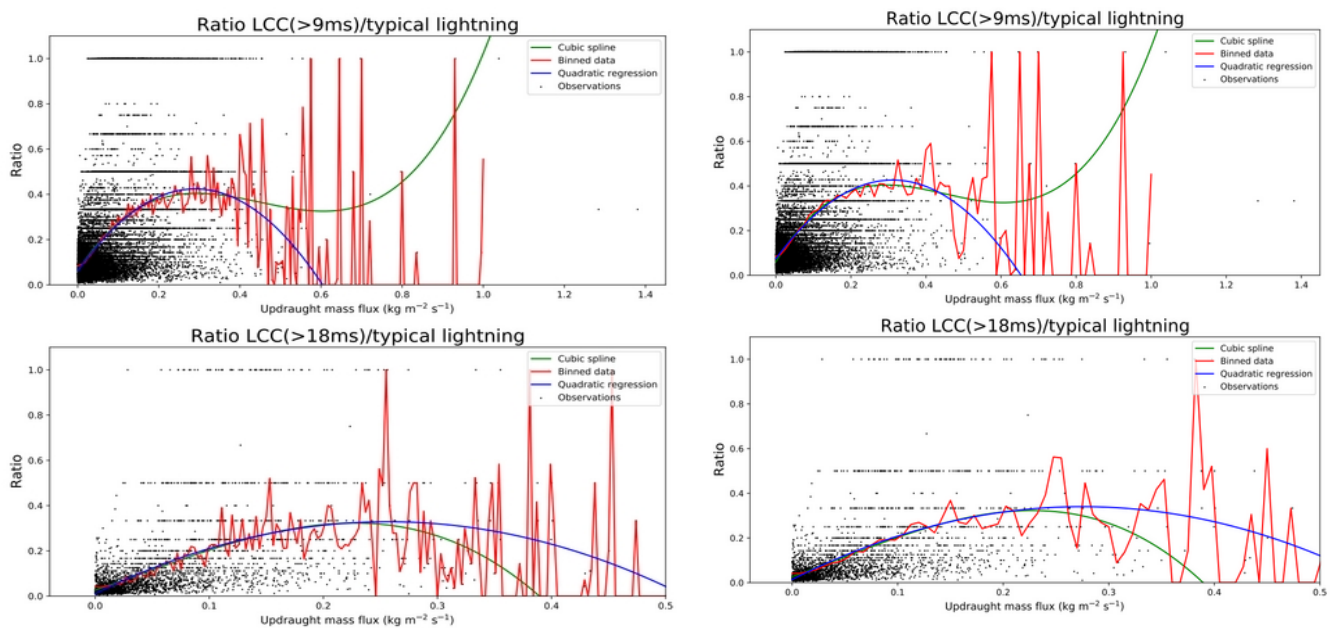 Ratio LCC(>9ms)/typical lightning
Cubic spline
Binned data
Quadratic regression
Observations
1.0
0.8
0.6
0.4
0.2
0.0
Ratio
0.0 0.2 0.4 0.6 0.8 1.0 1.2 1.4
Updraught mass flux (kg m⁻² s⁻¹)
Ratio LCC(>9ms)/typical lightning
Cubic spline
Binned data
Quadratic regression
Observations
1.0
0.8
0.6
0.4
0.2
0.0
Ratio
0.0 0.2 0.4 0.6 0.8 1.0 1.2 1.4
Updraught mass flux (kg m⁻² s⁻¹)
Ratio LCC(>18ms)/typical lightning
Cubic spline
Binned data
Quadratic regression
Observations
1.0
0.8
0.6
0.4
0.2
0.0
Ratio
0.0 0.1 0.2 0.3 0.4 0.5
Updraught mass flux (kg m⁻² s⁻¹)
Ratio LCC(>18ms)/typical lightning
Cubic spline
Binned data
Quadratic regression
Observations
1.0
0.8
0.6
0.4
0.2
0.0
Ratio
0.0 0.1 0.2 0.3 0.4 0.5
Updraught mass flux (kg m⁻² s⁻¹)